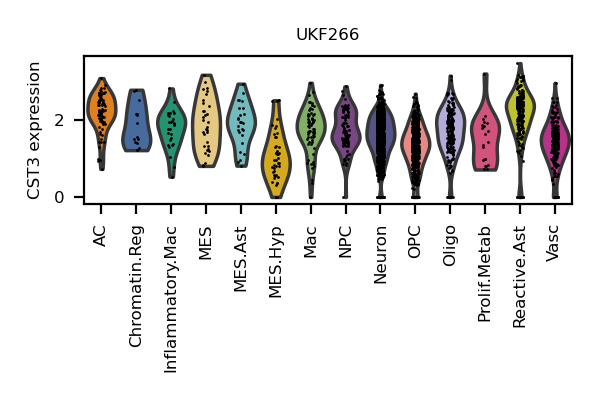 UKF266
CST3 expression
2
0
AC
Chromatin.Reg
Inflammatory.Mac
MES
MES.Ast
MES.Hyp
Mac
NPC
Neuron
OPC
Oligo
Prolif.Metab
Reactive.Ast
Vasc